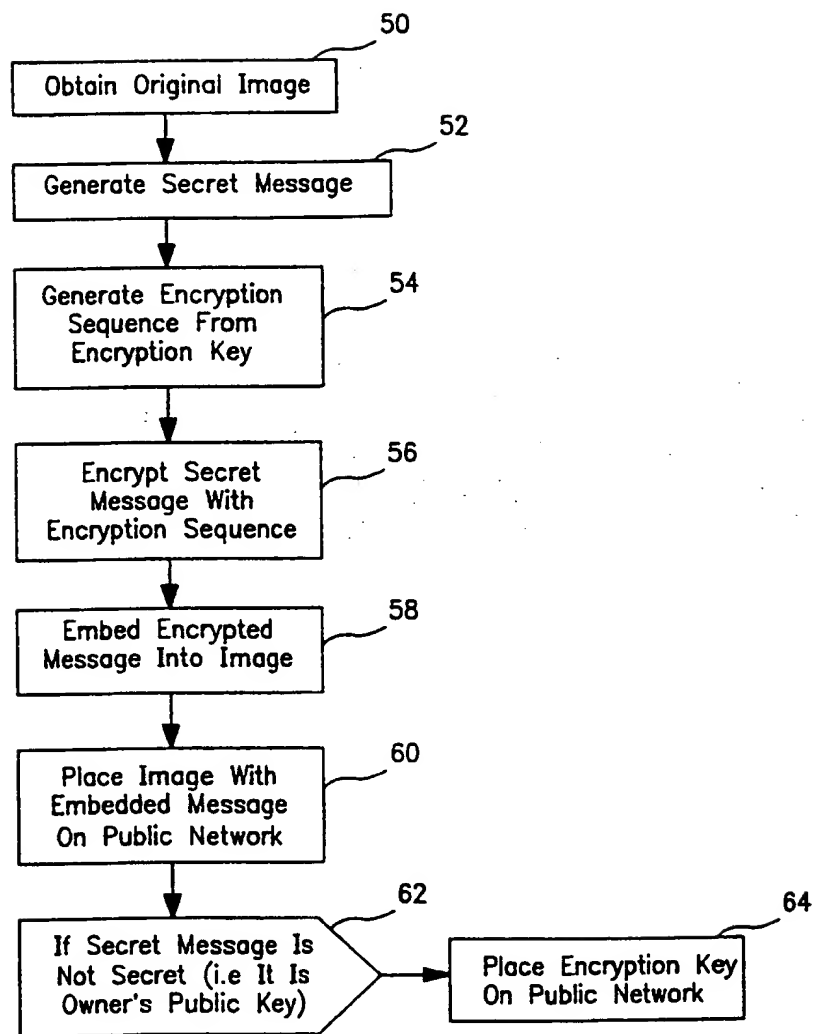 50
Obtain Original Image
52
Generate Secret Message
54
Generate Encryption
Sequence From
Encryption Key
56
Encrypt Secret
Message With
Encryption Sequence
58
Embed Encrypted
Message Into Image
60
Place Image With
Embedded Message
On Public Network
62
If Secret Message Is
Not Secret (i.e It Is
Owner's Public Key)
64
Place Encryption Key
On Public Network